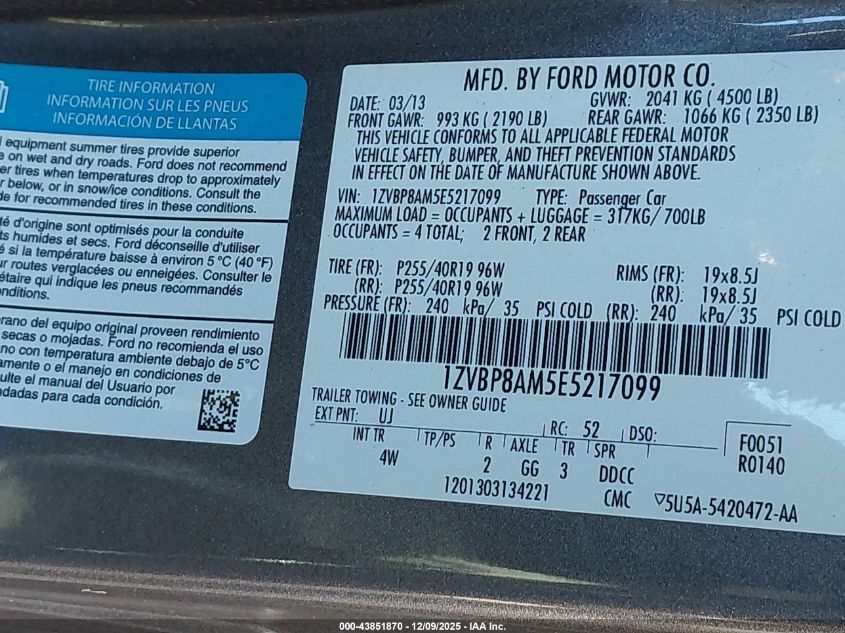 TIRE INFORMATION
INFORMATION SUR LES PNEUS
INFORMACIÓN DE LLANTAS
equipment summer tires provide superior
on wet and dry roads. Ford does not recommend
tires when temperatures drop to approximately
or below, or in snow/ice conditions. Consult the
for recommended tires in these conditions.
d'origine sont optimisés pour la conduite
humides et secs. Ford déconseille d'utiliser
si la température baisse à environ 5 °C (40 °F)
routes verglacées ou enneigées. Consulter le
qui indique les pneus recommandés
conditions.
del equipo original proveen rendimiento
secas o mojadas. Ford no recomienda el uso
con temperatura ambiente debajo de 5°C
o el manejo en condiciones de
el manual del Usuario por
para cada condición.
MFD. BY FORD MOTOR CO.
DATE: 03/13 GVWR: 2041 KG ( 4500 LB)
FRONT GAWR: 993 KG ( 2190 LB) REAR GAWR: 1066 KG ( 2350 LB)
THIS VEHICLE CONFORMS TO ALL APPLICABLE FEDERAL MOTOR
VEHICLE SAFETY, BUMPER, AND THEFT PREVENTION STANDARDS
IN EFFECT ON THE DATE OF MANUFACTURE SHOWN ABOVE.
VIN: 1ZVBP8AM5E5217099 TYPE: Passenger Car
MAXIMUM LOAD = OCCUPANTS + LUGGAGE = 317KG/ 700LB
OCCUPANTS = 4 TOTAL; 2 FRONT, 2 REAR
TIRE (FR): P255/40R19 96W RIMS (FR): 19x8.5J
(RR): P255/40R19 96W (RR): 19x8.5J
PRESSURE (FR): 240 kPa/ 35 PSI COLD (RR): 240 kPa/ 35 PSI COLD
1ZVBP8AM5E5217099
TRAILER TOWING - SEE OWNER GUIDE
EXT PNT: UJ RC: 52 DSO: F0051
INT TR TP/PS R AXLE TR SPR R0140
4W 2 GG 3 DDCC
1201303134221 CMC 5U5A-5420472-AA
000-43851870 - 12/09/2025 - IAA Inc.